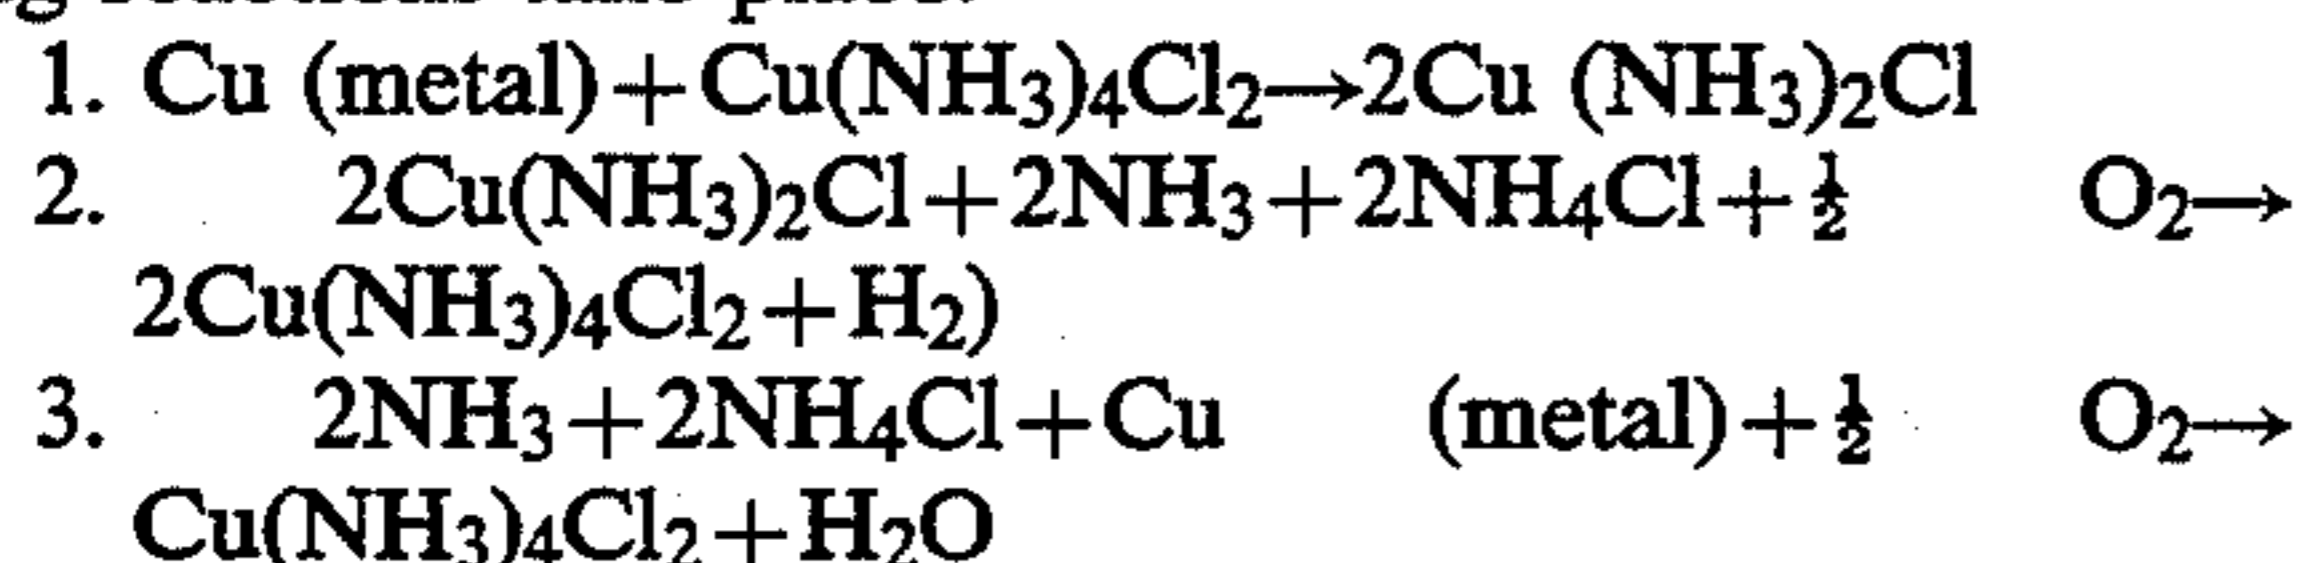 1. Cu (metal)+Cu(NH3)4Cl2→2Cu (NH3)2Cl
2. 2Cu(NH3)2Cl+2NH3+2NH4Cl+½ O2→
2Cu(NH3)4Cl2+H2)
3. 2NH3+2NH4Cl+Cu (metal)+½ O2→
Cu(NH3)4Cl2+H2O